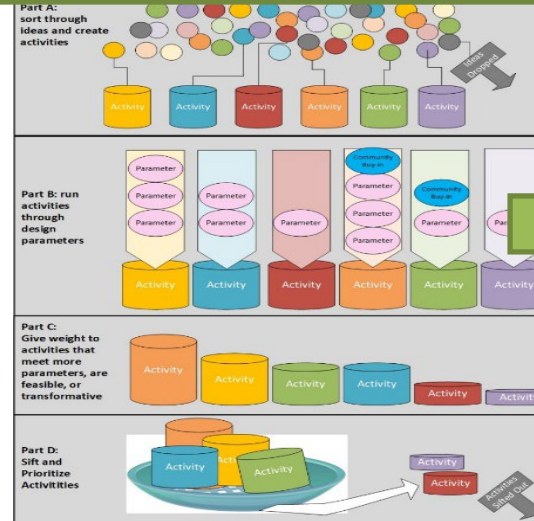 Part A:
sort through
ideas and create
activities
Ideas
Dropped
Activity Activity Activity Activity Activity Activity
Part B: run
activities
through
design
parameters
Parameter
Parameter
Parameter
Parameter
Parameter
Parameter
Community
Buy-in
Parameter
Parameter
Parameter
Community
Buy-in
Parameter
Activity Activity Activity Activity Activity Activity
Part C:
Give weight to
activities that
meet more
parameters, are
feasible, or
transformative
Activity Activity Activity Activity Activity Activity
Part D:
Sift and
Prioritize
Activitities
Activity
Activity
Activity
Activity
Activity
Activity
Activities
Sifted Out